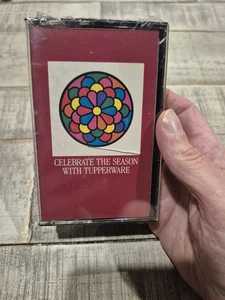 CELEBRATE THE SEASON
WITH TUPPERWARE